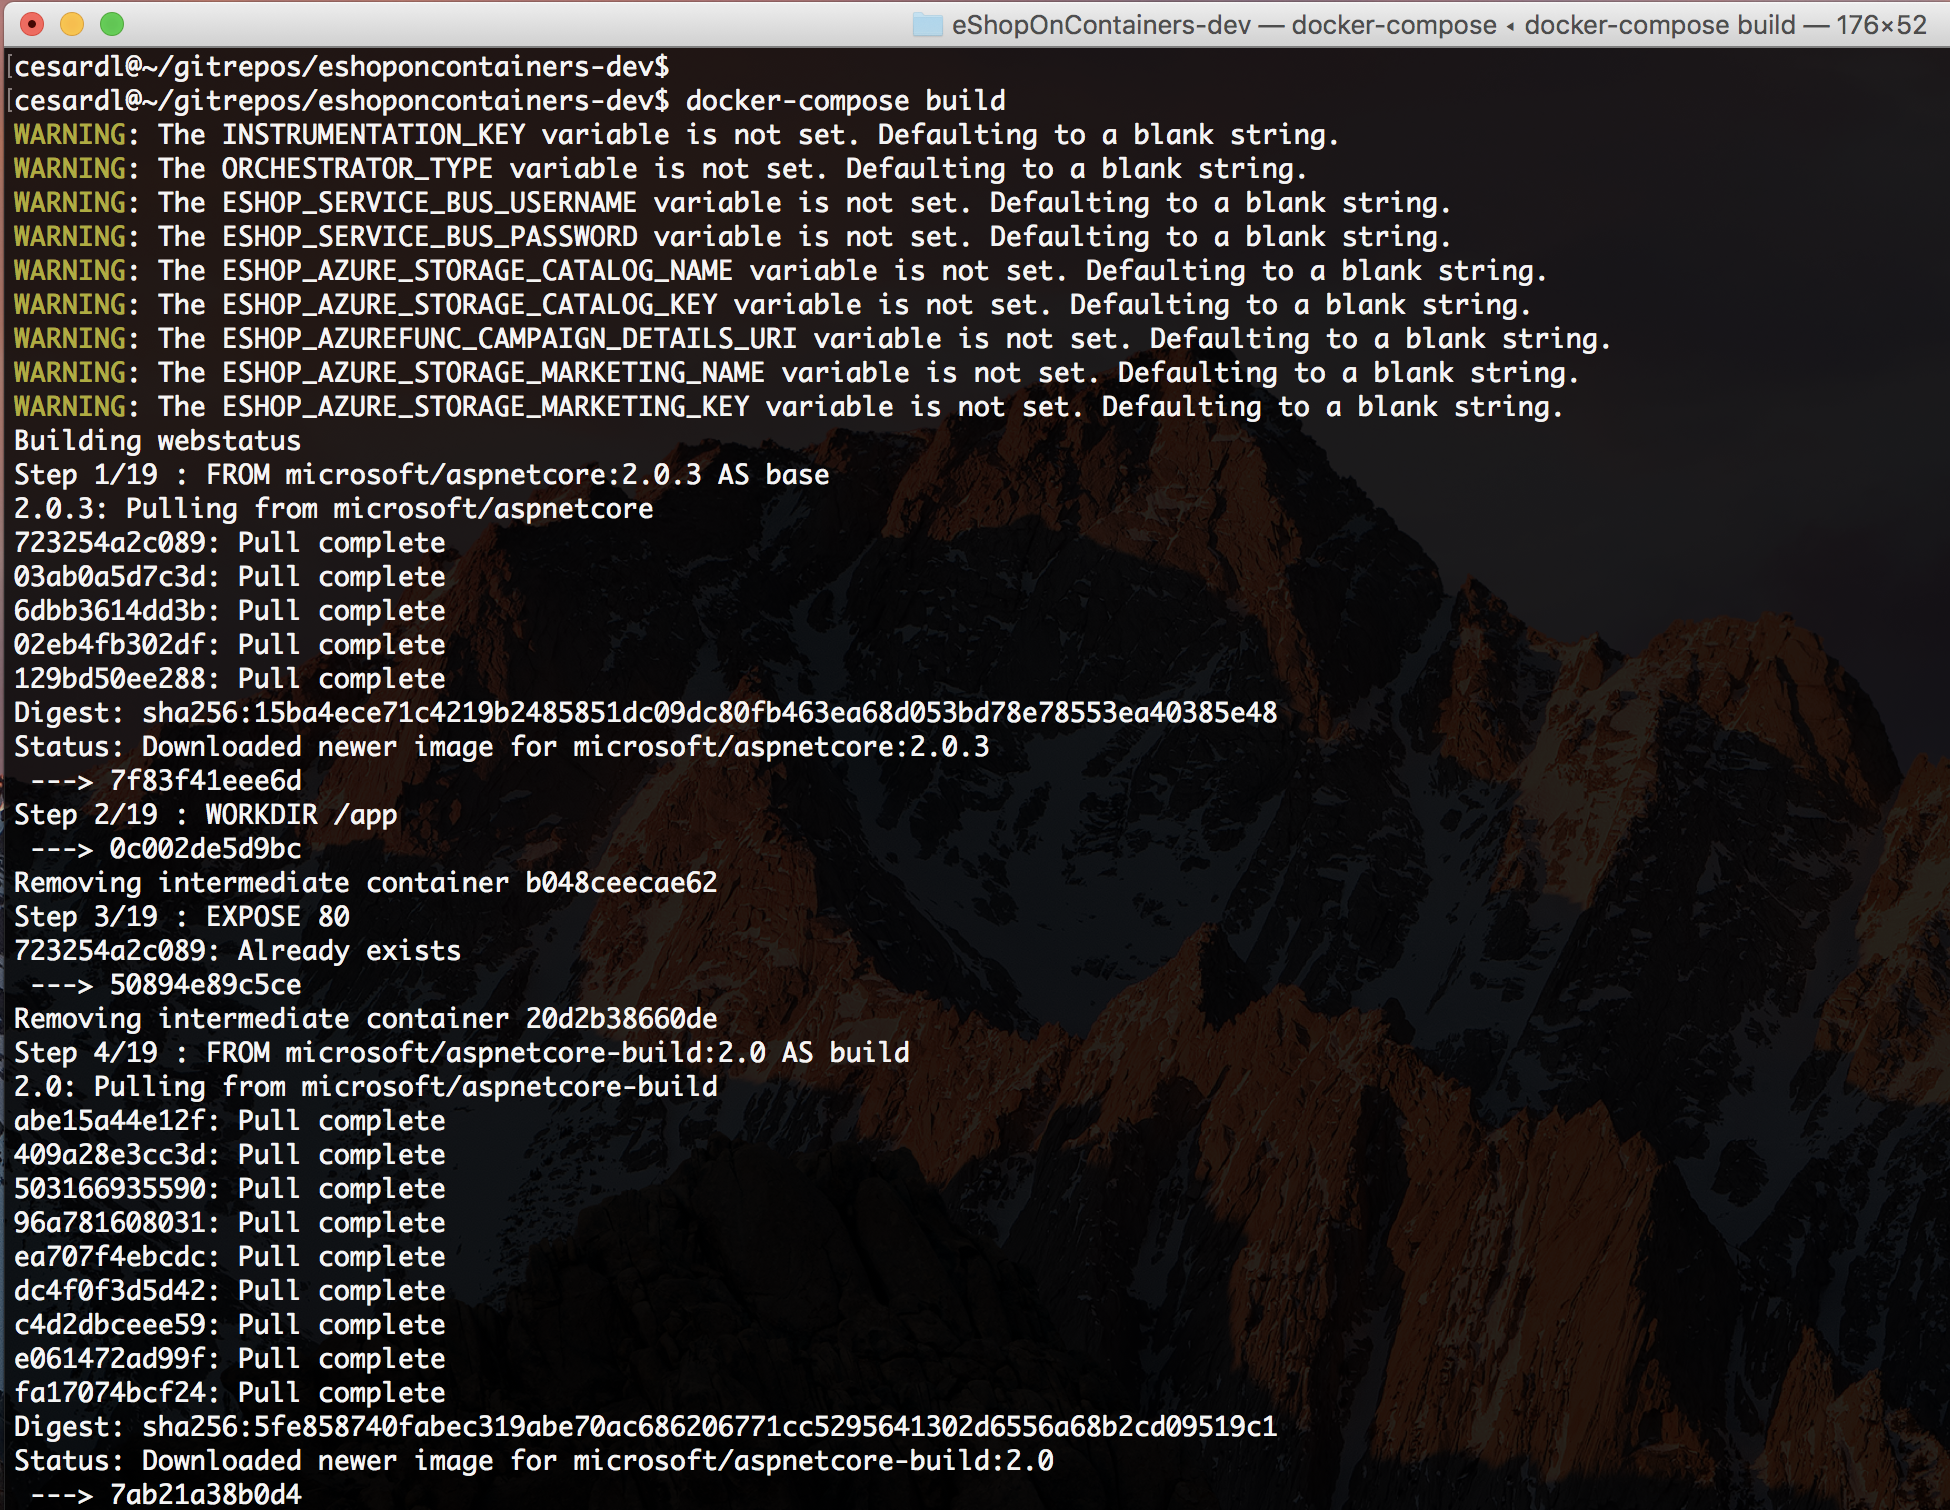 eShopOnContainers-dev — docker-compose ◂ docker-compose build — 176×52
cesardl@~/gitrepos/eshoponcontainers-dev$
cesardl@~/gitrepos/eshoponcontainers-dev$ docker-compose build
WARNING: The INSTRUMENTATION_KEY variable is not set. Defaulting to a blank string.
WARNING: The ORCHESTRATOR_TYPE variable is not set. Defaulting to a blank string.
WARNING: The ESHOP_SERVICE_BUS_USERNAME variable is not set. Defaulting to a blank string.
WARNING: The ESHOP_SERVICE_BUS_PASSWORD variable is not set. Defaulting to a blank string.
WARNING: The ESHOP_AZURE_STORAGE_CATALOG_NAME variable is not set. Defaulting to a blank string.
WARNING: The ESHOP_AZURE_STORAGE_CATALOG_KEY variable is not set. Defaulting to a blank string.
WARNING: The ESHOP_AZUREFUNC_CAMPAIGN_DETAILS_URI variable is not set. Defaulting to a blank string.
WARNING: The ESHOP_AZURE_STORAGE_MARKETING_NAME variable is not set. Defaulting to a blank string.
WARNING: The ESHOP_AZURE_STORAGE_MARKETING_KEY variable is not set. Defaulting to a blank string.
Building webstatus
Step 1/19 : FROM microsoft/aspnetcore:2.0.3 AS base
2.0.3: Pulling from microsoft/aspnetcore
723254a2c089: Pull complete
03ab0a5d7c3d: Pull complete
6dbb3614dd3b: Pull complete
02eb4fb302df: Pull complete
129bd50ee288: Pull complete
Digest: sha256:15ba4ece71c4219b2485851dc09dc80fb463ea68d053bd78e78553ea40385e48
Status: Downloaded newer image for microsoft/aspnetcore:2.0.3
---> 7f83f41eee6d
Step 2/19 : WORKDIR /app
---> 0c002de5d9bc
Removing intermediate container b048ceecae62
Step 3/19 : EXPOSE 80
723254a2c089: Already exists
---> 50894e89c5ce
Removing intermediate container 20d2b38660de
Step 4/19 : FROM microsoft/aspnetcore-build:2.0 AS build
2.0: Pulling from microsoft/aspnetcore-build
abe15a44e12f: Pull complete
409a28e3cc3d: Pull complete
503166935590: Pull complete
96a781608031: Pull complete
ea707f4ebcdc: Pull complete
dc4f0f3d5d42: Pull complete
c4d2dbceee59: Pull complete
e061472ad99f: Pull complete
fa17074bcf24: Pull complete
Digest: sha256:5fe858740fabec319abe70ac686206771cc5295641302d6556a68b2cd09519c1
Status: Downloaded newer image for microsoft/aspnetcore-build:2.0
---> 7ab21a38b0d4